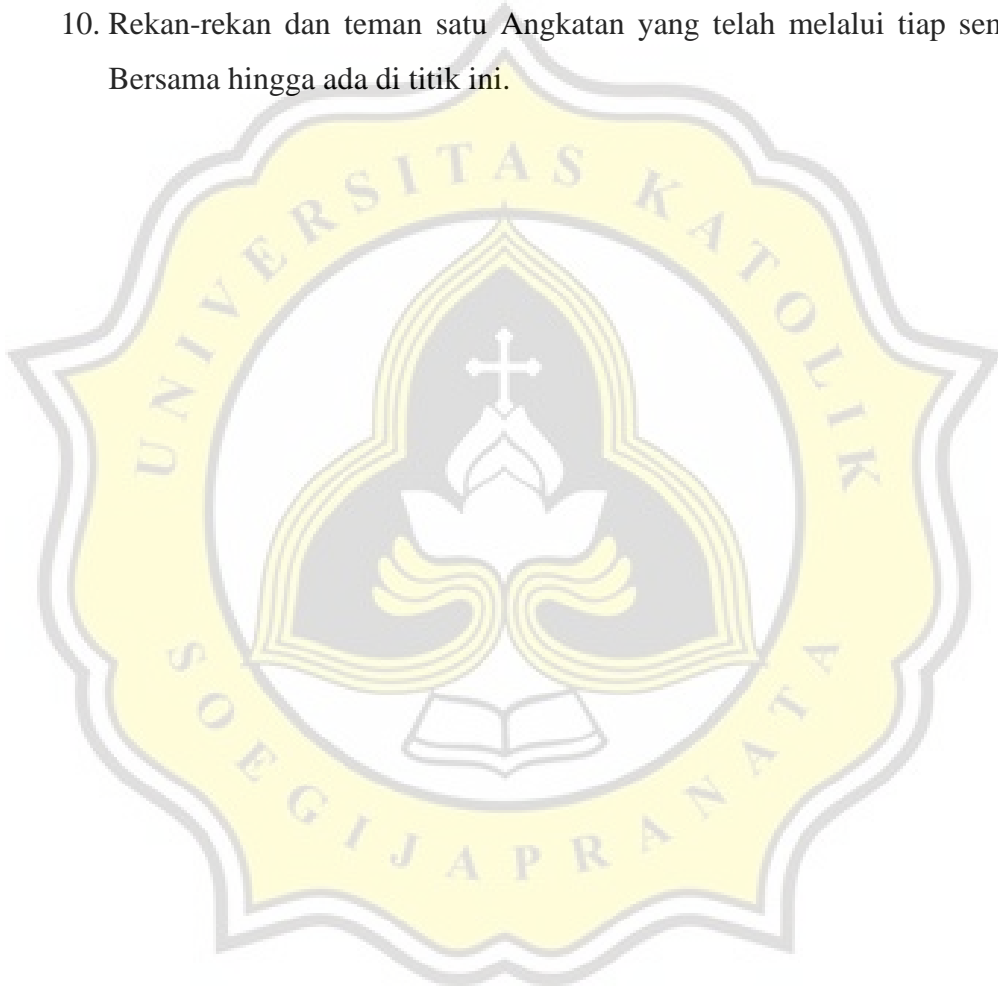 10. Rekan-rekan dan teman satu Angkatan yang telah melalui tiap
Bersama hingga ada di titik ini.
UNIVERSITAS KATOLIK
SOEGIJAPRANATA